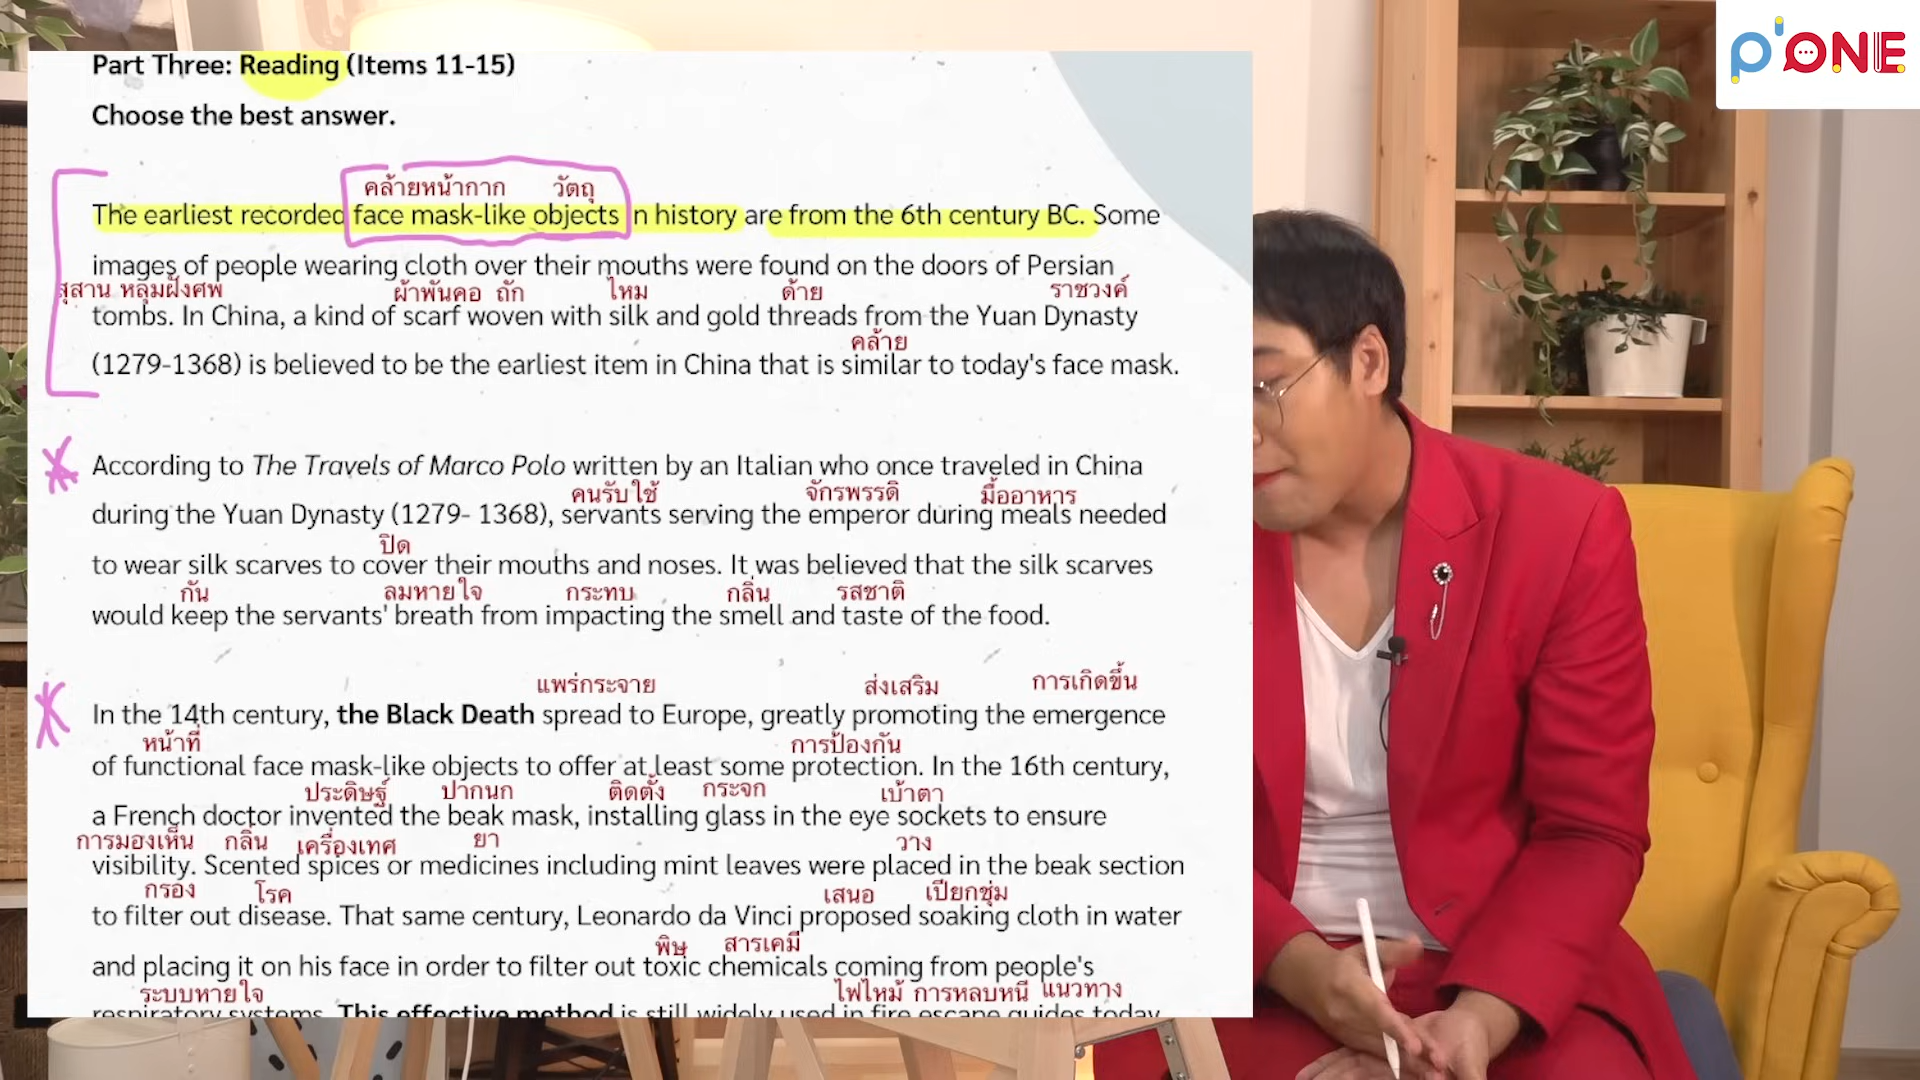 P'ONE
Part Three: Reading (Items 11-15)
Choose the best answer.
คล้ายหน้ากาก วัตถุ
The earliest recorded face mask-like objects in history are from the 6th century BC. Some
images of people wearing cloth over their mouths were found on the doors of Persian
สุสาน หลุมฝังศพ ผ้าพันคอ ถัก ไหม ด้าย ราชวงค์
tombs. In China, a kind of scarf woven with silk and gold threads from the Yuan Dynasty
คล้าย
(1279-1368) is believed to be the earliest item in China that is similar to today's face mask.
According to The Travels of Marco Polo written by an Italian who once traveled in China
คนรับใช้ จักรพรรดิ มื้ออาหาร
during the Yuan Dynasty (1279- 1368), servants serving the emperor during meals needed
ปิด
to wear silk scarves to cover their mouths and noses. It was believed that the silk scarves
กัน ลมหายใจ กระทบ กลิ่น รสชาติ
would keep the servants' breath from impacting the smell and taste of the food.
แพร่กระจาย ส่งเสริม การเกิดขึ้น
In the 14th century, the Black Death spread to Europe, greatly promoting the emergence
หน้าที่ การป้องกัน
of functional face mask-like objects to offer at least some protection. In the 16th century,
ประดิษฐ์ ปากนก ติดตั้ง กระจก เบ้าตา
a French doctor invented the beak mask, installing glass in the eye sockets to ensure
การมองเห็น กลิ่น เครื่องเทศ ยา วาง
visibility. Scented spices or medicines including mint leaves were placed in the beak section
กรอง โรค เสนอ เปียกชุ่ม
to filter out disease. That same century, Leonardo da Vinci proposed soaking cloth in water
พิษ สารเคมี
and placing it on his face in order to filter out toxic chemicals coming from people's
ระบบหายใจ ไฟไหม้ การหลบหนี แนวทาง
respiratory systems. This effective method is still widely used in fire escape guides today.